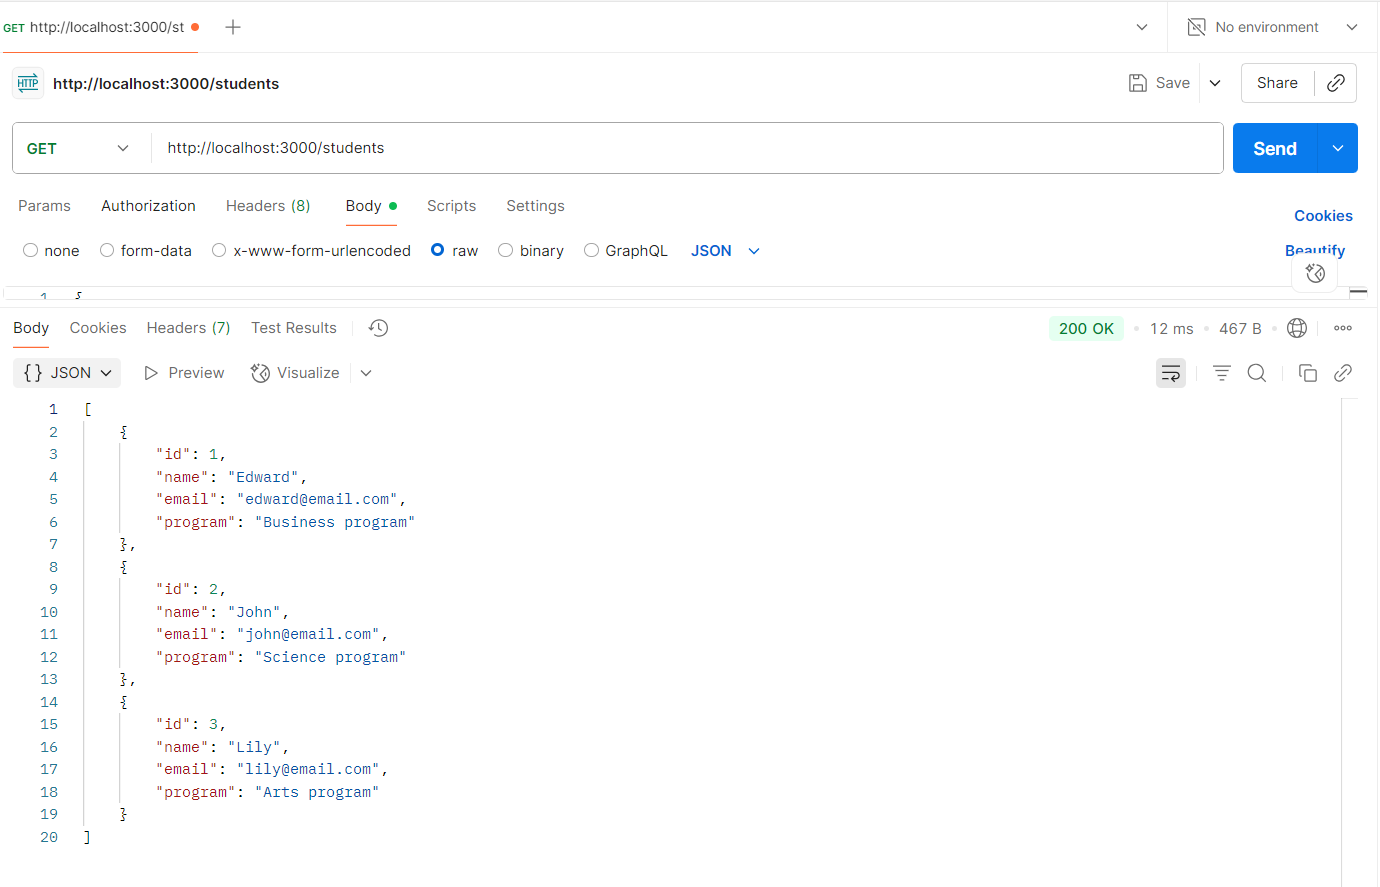 GET http://localhost:3000/st
No environment
HTTP http://localhost:3000/students
Save
Share
GET http://localhost:3000/students
Send
Params Authorization Headers (8) Body Scripts Settings
Cookies
none form-data x-www-form-urlencoded raw binary GraphQL JSON
Beautify
1 {
Body Cookies Headers (7) Test Results
200 OK • 12 ms • 467 B
{} JSON Preview Visualize
1 [
2 {
3 "id": 1,
4 "name": "Edward",
5 "email": "edward@email.com",
6 "program": "Business program"
7 },
8 {
9 "id": 2,
10 "name": "John",
11 "email": "john@email.com",
12 "program": "Science program"
13 },
14 {
15 "id": 3,
16 "name": "Lily",
17 "email": "lily@email.com",
18 "program": "Arts program"
19 }
20 ]